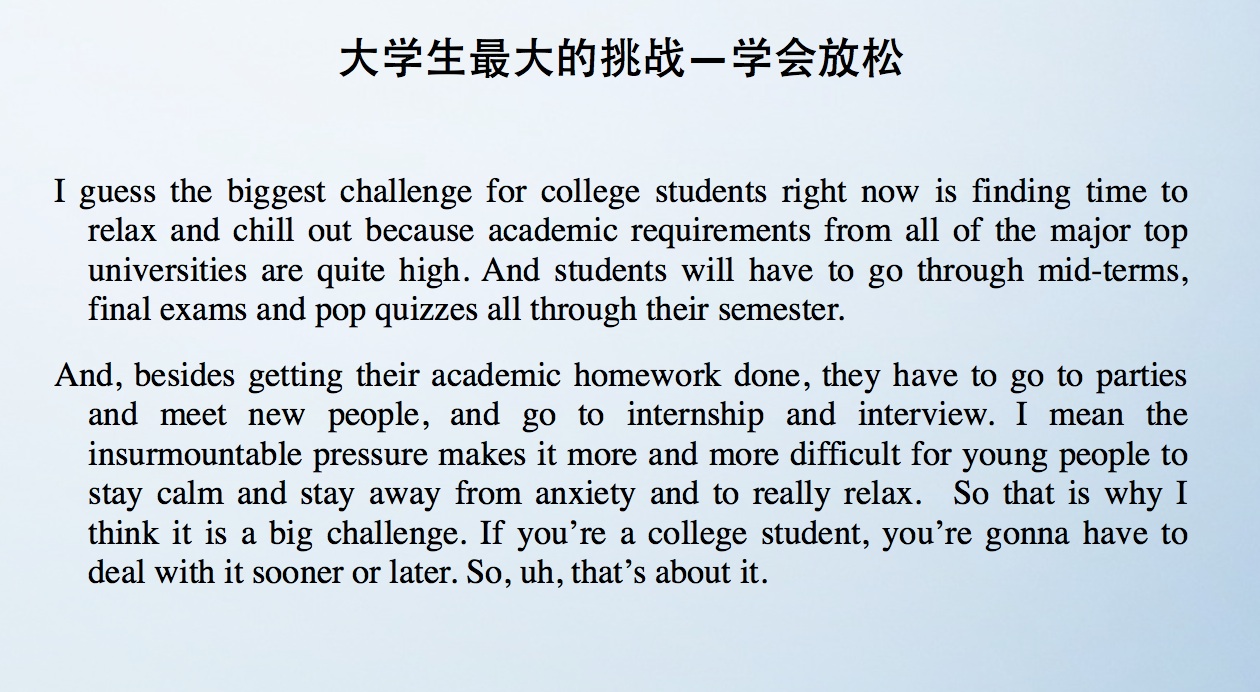 大学生最大的挑战—学会放松
I guess the biggest challenge for college students right now is finding time to
relax and chill out because academic requirements from all of the major top
universities are quite high. And students will have to go through mid-terms,
final exams and pop quizzes all through their semester.
And, besides getting their academic homework done, they have to go to parties
and meet new people, and go to internship and interview. I mean the
insurmountable pressure makes it more and more difficult for young people to
stay calm and stay away from anxiety and to really relax.  So that is why I
think it is a big challenge. If you’re a college student, you’re gonna have to
deal with it sooner or later. So, uh, that’s about it.